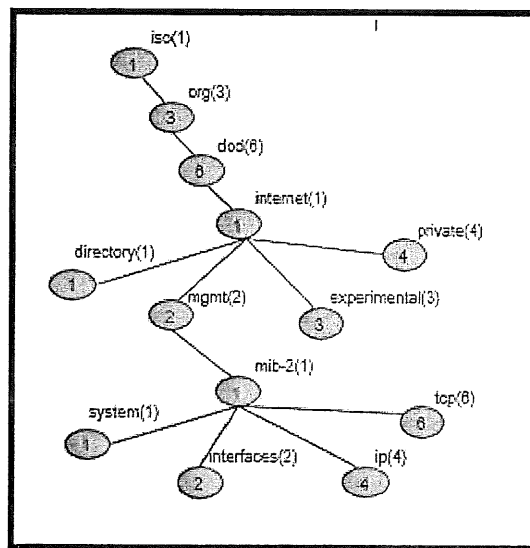 iso(1)
1
org(3)
3
dod(6)
6
internet(1)
1
private(4)
4
directory(1)
1
mgmt(2)
2
experimental(3)
3
mib-2(1)
1
tcp(6)
6
system(1)
1
interfaces(2)
2
ip(4)
4